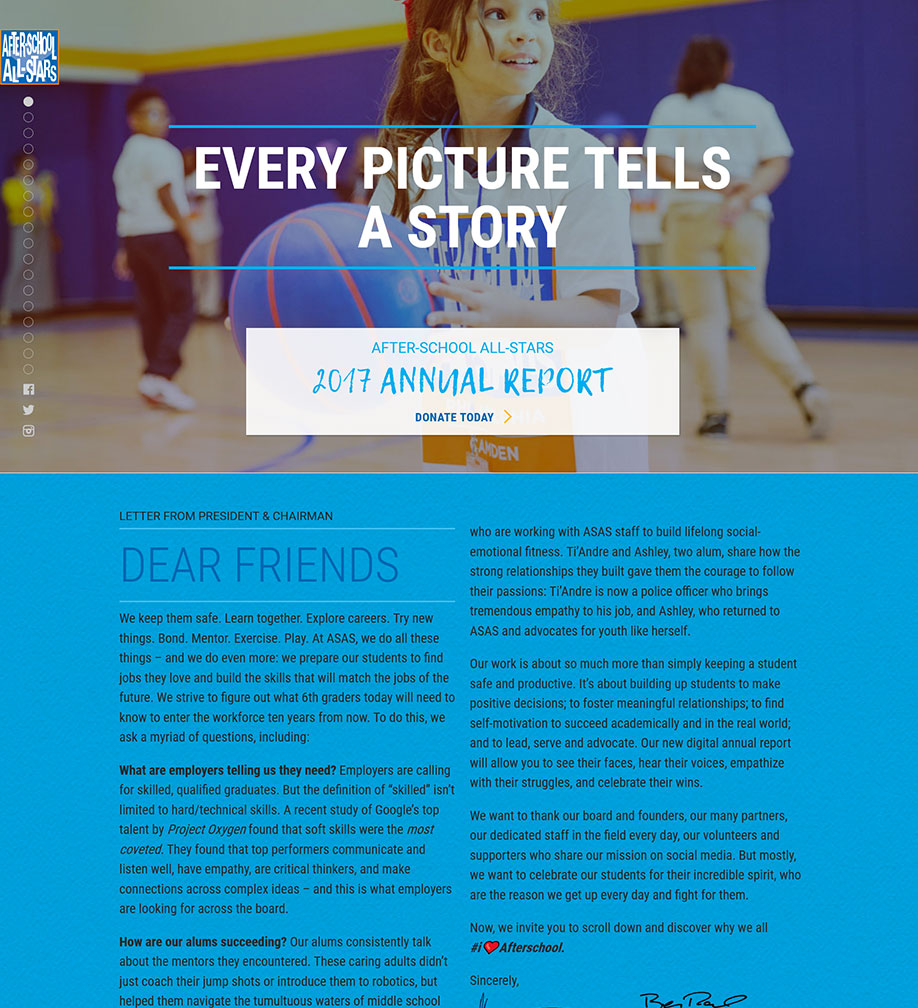 AFTER-SCHOOL
ALL-STARS
EVERY PICTURE TELLS
A STORY
AFTER-SCHOOL ALL-STARS
2017 ANNUAL REPORT
DONATE TODAY
CAMDEN
LETTER FROM PRESIDENT & CHAIRMAN
DEAR FRIENDS
We keep them safe. Learn together. Explore careers. Try new
things. Bond. Mentor. Exercise. Play. At ASAS, we do all these
things – and we do even more: we prepare our students to find
jobs they love and build the skills that will match the jobs of the
future. We strive to figure out what 6th graders today will need to
know to enter the workforce ten years from now. To do this, we
ask a myriad of questions, including:
What are employers telling us they need? Employers are calling
for skilled, qualified graduates. But the definition of “skilled” isn’t
limited to hard/technical skills. A recent study of Google’s top
talent by Project Oxygen found that soft skills were the most
coveted. They found that top performers communicate and
listen well, have empathy, are critical thinkers, and make
connections across complex ideas – and this is what employers
are looking for across the board.
How are our alums succeeding? Our alums consistently talk
about the mentors they encountered. These caring adults didn’t
just coach their jump shots or introduce them to robotics, but
helped them navigate the tumultuous waters of middle school
who are working with ASAS staff to build lifelong social-
emotional fitness. Ti’Andre and Ashley, two alum, share how the
strong relationships they built gave them the courage to follow
their passions: Ti’Andre is now a police officer who brings
tremendous empathy to his job, and Ashley, who returned to
ASAS and advocates for youth like herself.
Our work is about so much more than simply keeping a student
safe and productive. It’s about building up students to make
positive decisions; to foster meaningful relationships; to find
self-motivation to succeed academically and in the real world;
and to lead, serve and advocate. Our new digital annual report
will allow you to see their faces, hear their voices, empathize
with their struggles, and celebrate their wins.
We want to thank our board and founders, our many partners,
our dedicated staff in the field every day, our volunteers and
supporters who share our mission on social media. But mostly,
we want to celebrate our students for their incredible spirit, who
are the reason we get up every day and fight for them.
Now, we invite you to scroll down and discover why we all
#i❤Afterschool.
Sincerely,